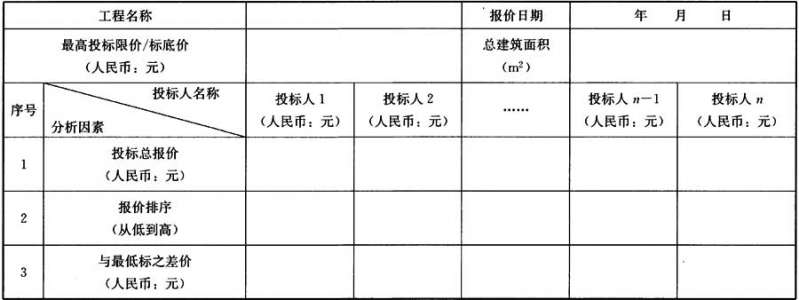 工程名称 报价日期 年 月 日
最高投标限价/标底价
（人民币：元）
总建筑面积
（m²）
序号
投标人名称
分析因素
投标人 1
（人民币：元）
投标人 2
（人民币：元）
……
投标人 n－1
（人民币：元）
投标人 n
（人民币：元）
1
投标总报价
（人民币：元）
2
报价排序
（从低到高）
3
与最低标之差价
（人民币：元）